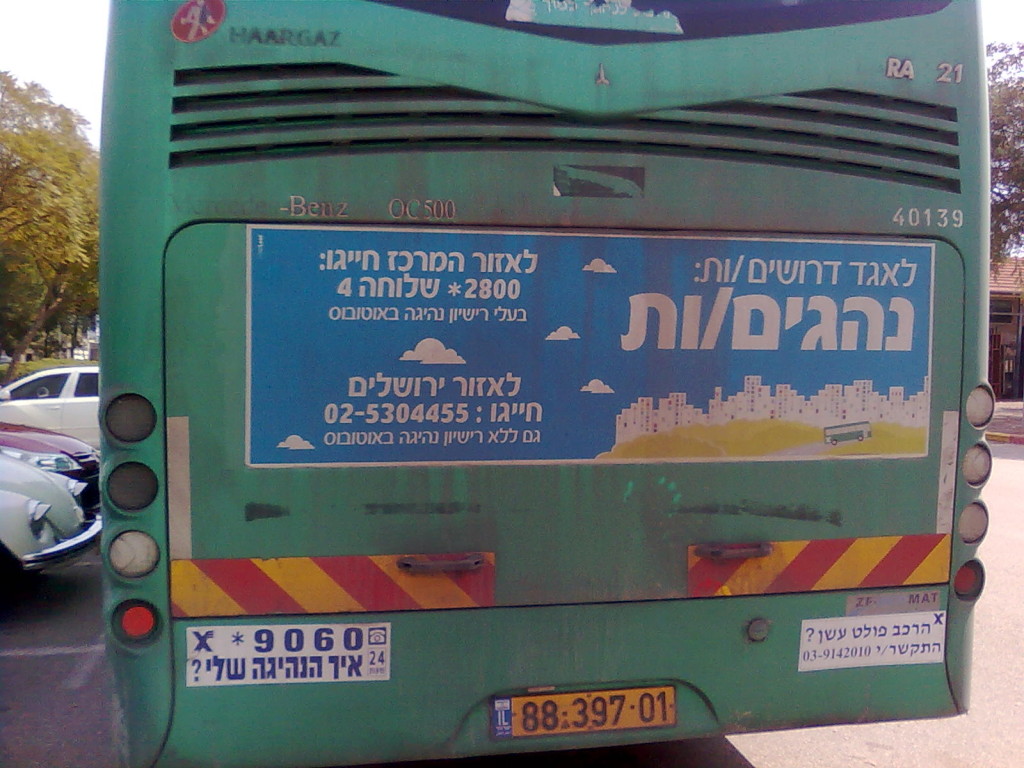 HAARGAZ
RA 21
-Benz OC500
40139
לאגד דרושים/ות:
נהגים/ות
לאזור המרכז חייגו:
2800* שלוחה 4
בעלי רישיון נהיגה באוטובוס
לאזור ירושלים
חייגו: 02-5304455
גם ללא רישיון נהיגה באוטובוס
MAT
*9060
24
שעות
איך הנהיגה שלי?
הרכב פולט עשן?
התקשר/י 03-9142010
IL
88-397-01